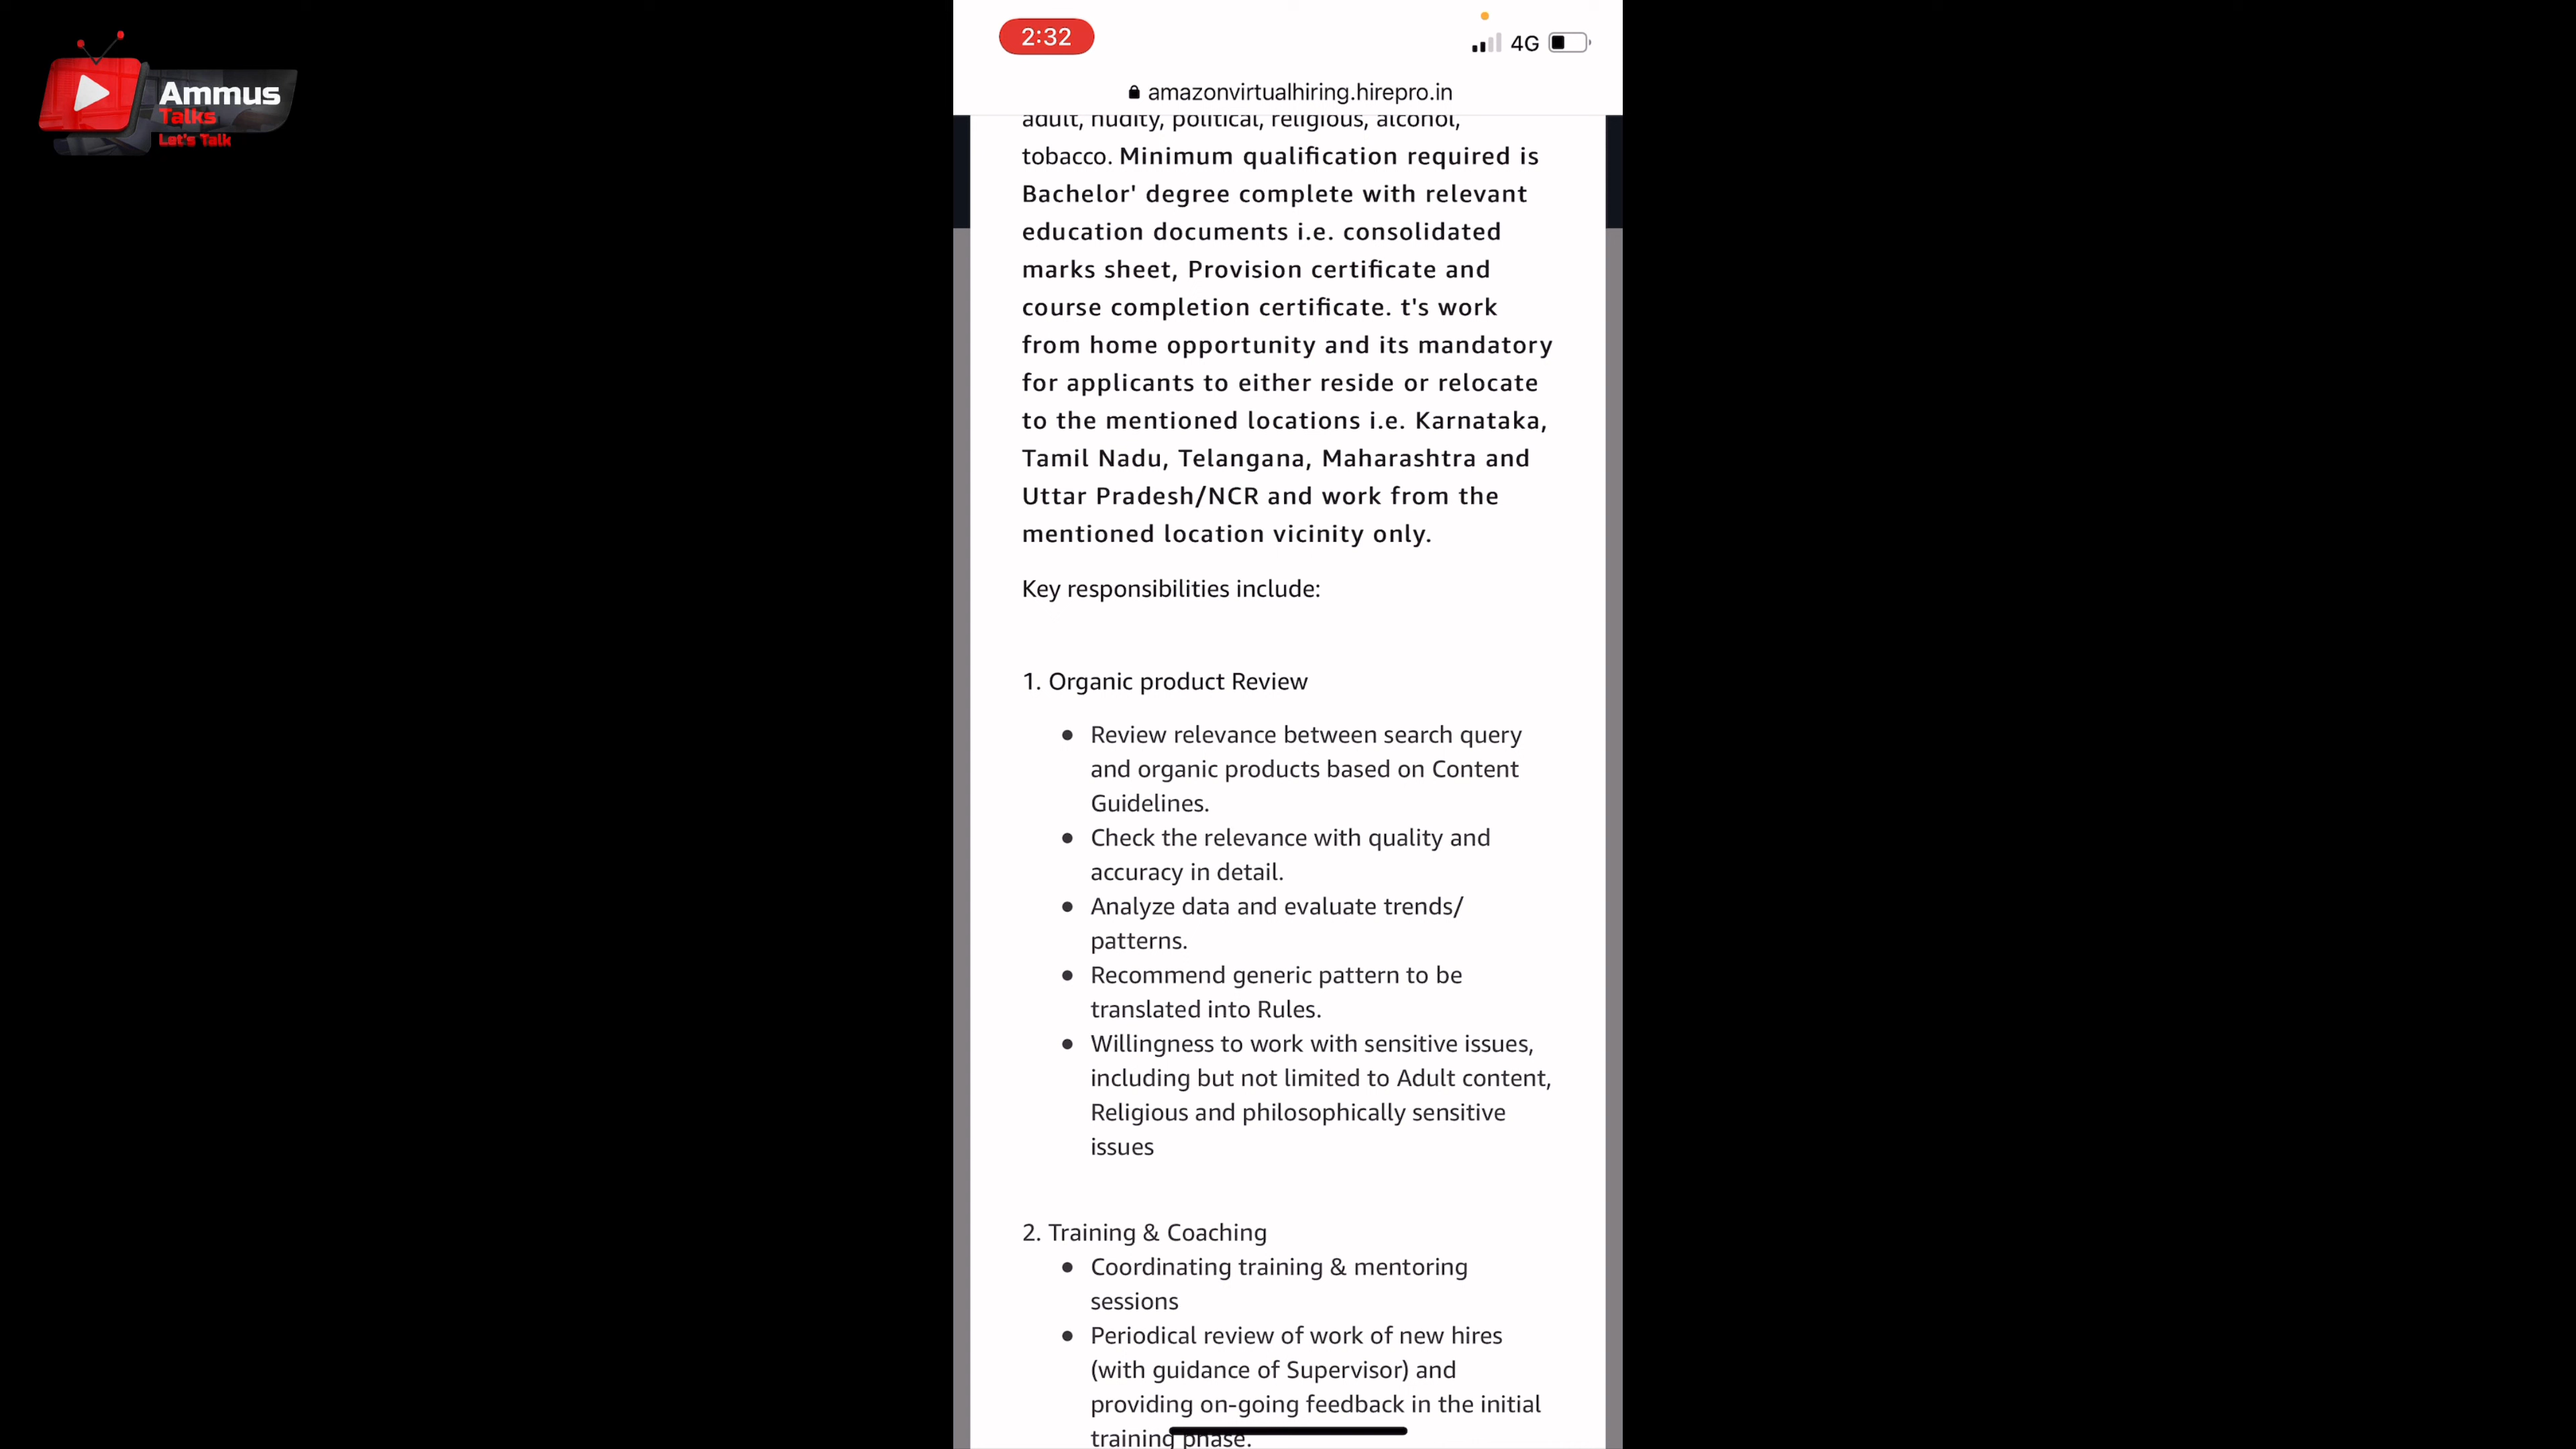 Ammus
Talks
Let's Talk
2:32
4G
amazonvirtualhiring.hirepro.in
adult, nudity, political, religious, alcohol,
tobacco. Minimum qualification required is
Bachelor' degree complete with relevant
education documents i.e. consolidated
marks sheet, Provision certificate and
course completion certificate. t's work
from home opportunity and its mandatory
for applicants to either reside or relocate
to the mentioned locations i.e. Karnataka,
Tamil Nadu, Telangana, Maharashtra and
Uttar Pradesh/NCR and work from the
mentioned location vicinity only.
Key responsibilities include:
1. Organic product Review
● Review relevance between search query
and organic products based on Content
Guidelines.
● Check the relevance with quality and
accuracy in detail.
● Analyze data and evaluate trends/
patterns.
● Recommend generic pattern to be
translated into Rules.
● Willingness to work with sensitive issues,
including but not limited to Adult content,
Religious and philosophically sensitive
issues
2. Training & Coaching
● Coordinating training & mentoring
sessions
● Periodical review of work of new hires
(with guidance of Supervisor) and
providing on-going feedback in the initial
training phase.